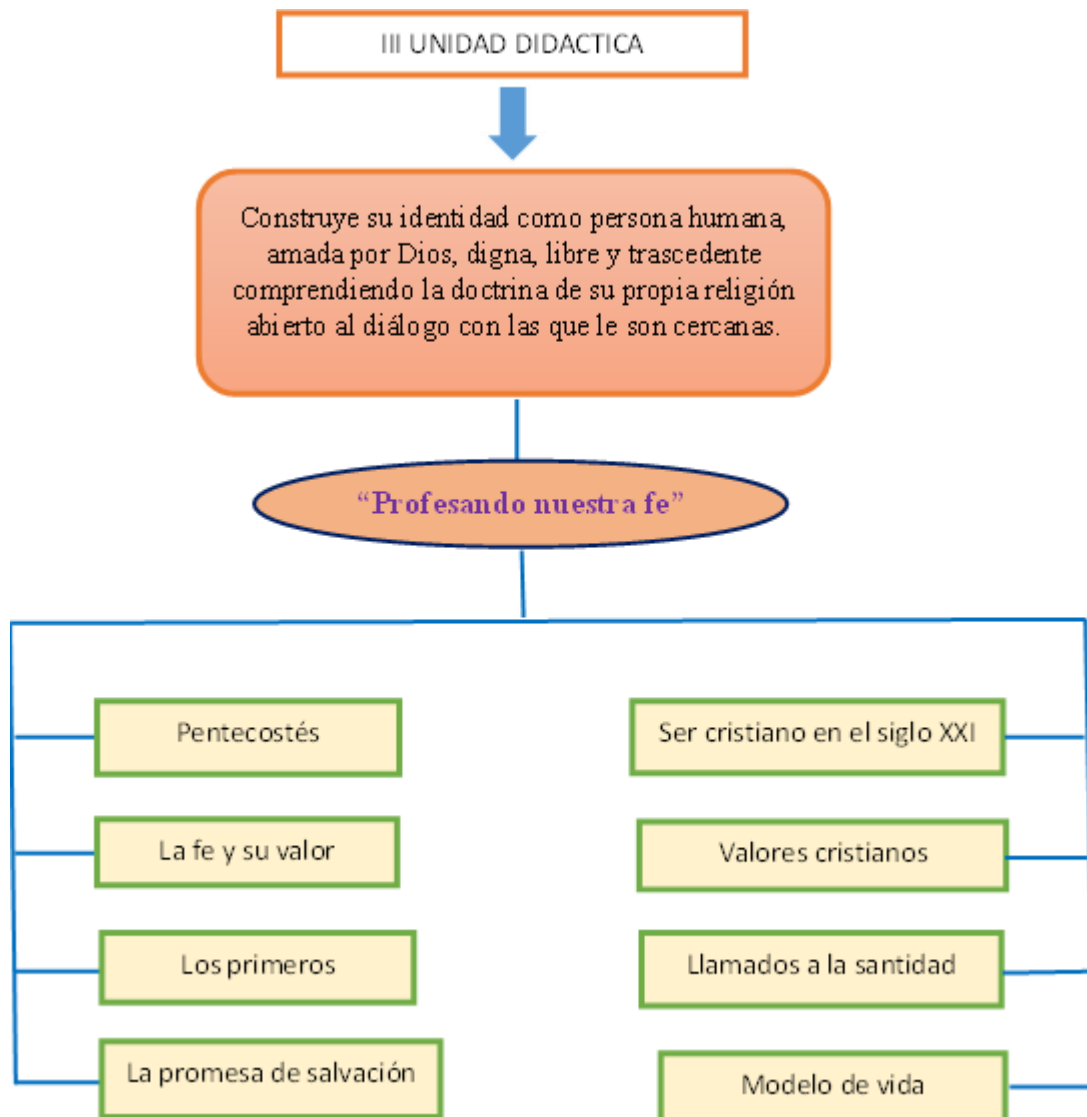 III UNIDAD DIDACTICA
Construye su identidad como persona humana,
amada por Dios, digna, libre y trascedente
comprendiendo la doctrina de su propia religión
abierto al diálogo con las que le son cercanas.
“Profesando nuestra fe”
Pentecostés
La fe y su valor
Los primeros
La promesa de salvación
Ser cristiano en el siglo XXI
Valores cristianos
Llamados a la santidad
Modelo de vida